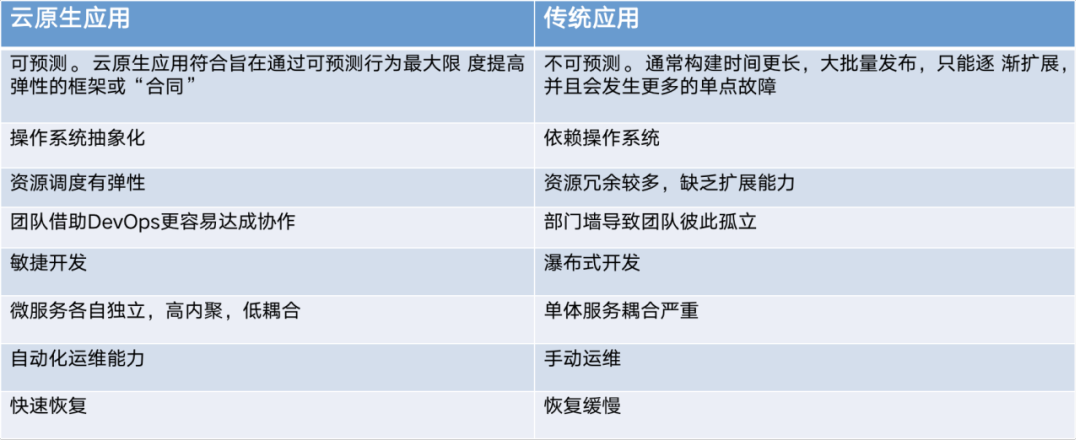 云原生应用
传统应用
可预测。云原生应用符合旨在通过可预测行为最大限 度提高
弹性的框架或“合同”
不可预测。通常构建时间更长，大批量发布，只能逐 渐扩展，
并且会发生更多的单点故障
操作系统抽象化
依赖操作系统
资源调度有弹性
资源冗余较多，缺乏扩展能力
团队借助DevOps更容易达成协作
部门墙导致团队彼此孤立
敏捷开发
瀑布式开发
微服务各自独立，高内聚，低耦合
单体服务耦合严重
自动化运维能力
手动运维
快速恢复
恢复缓慢